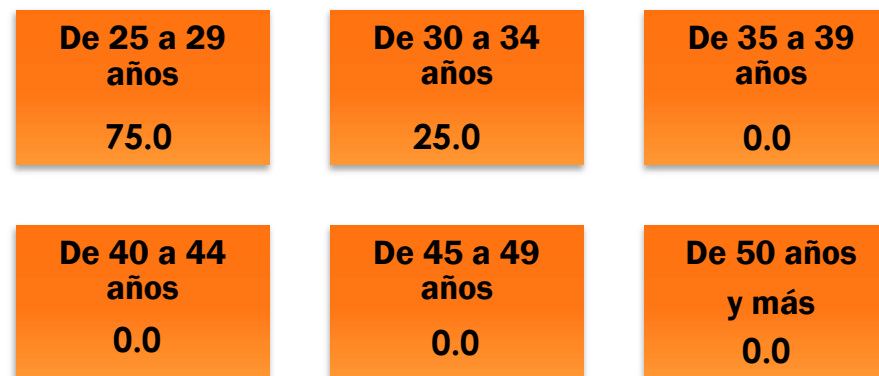 De 25 a 29
años
75.0
De 30 a 34
años
25.0
De 35 a 39
años
0.0
De 40 a 44
años
0.0
De 45 a 49
años
0.0
De 50 años
y más
0.0